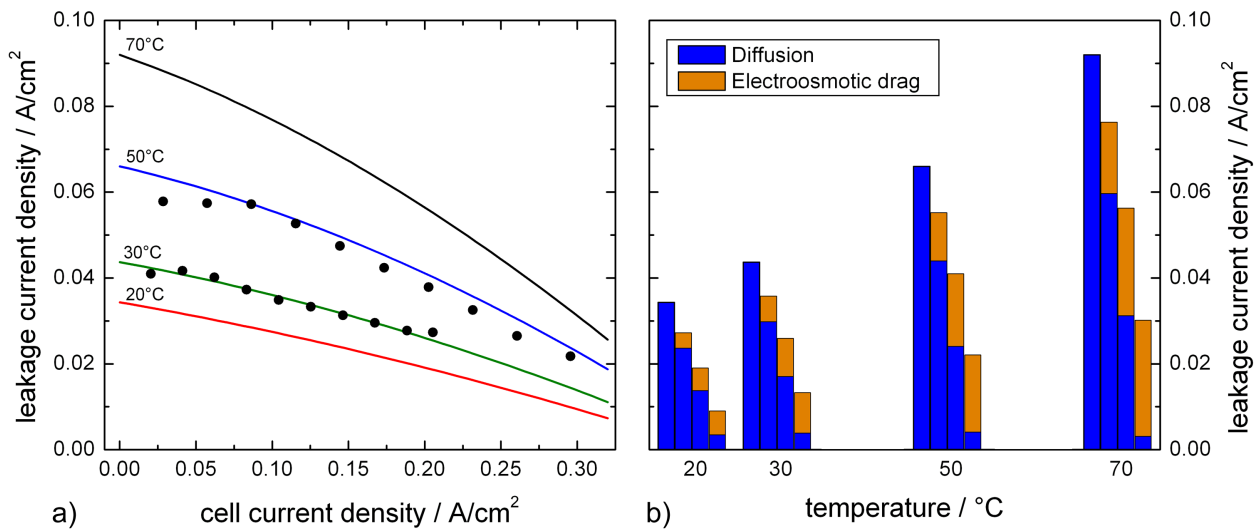 0.10
0.08
0.06
0.04
0.02
0.00
leakage current density / A/cm²
70°C
50°C
30°C
20°C
0.00 0.05 0.10 0.15 0.20 0.25 0.30
a) cell current density / A/cm²
Diffusion
Electroosmotic drag
20 30 50 70
b) temperature / °C
0.10
0.08
0.06
0.04
0.02
0.00
leakage current density / A/cm²